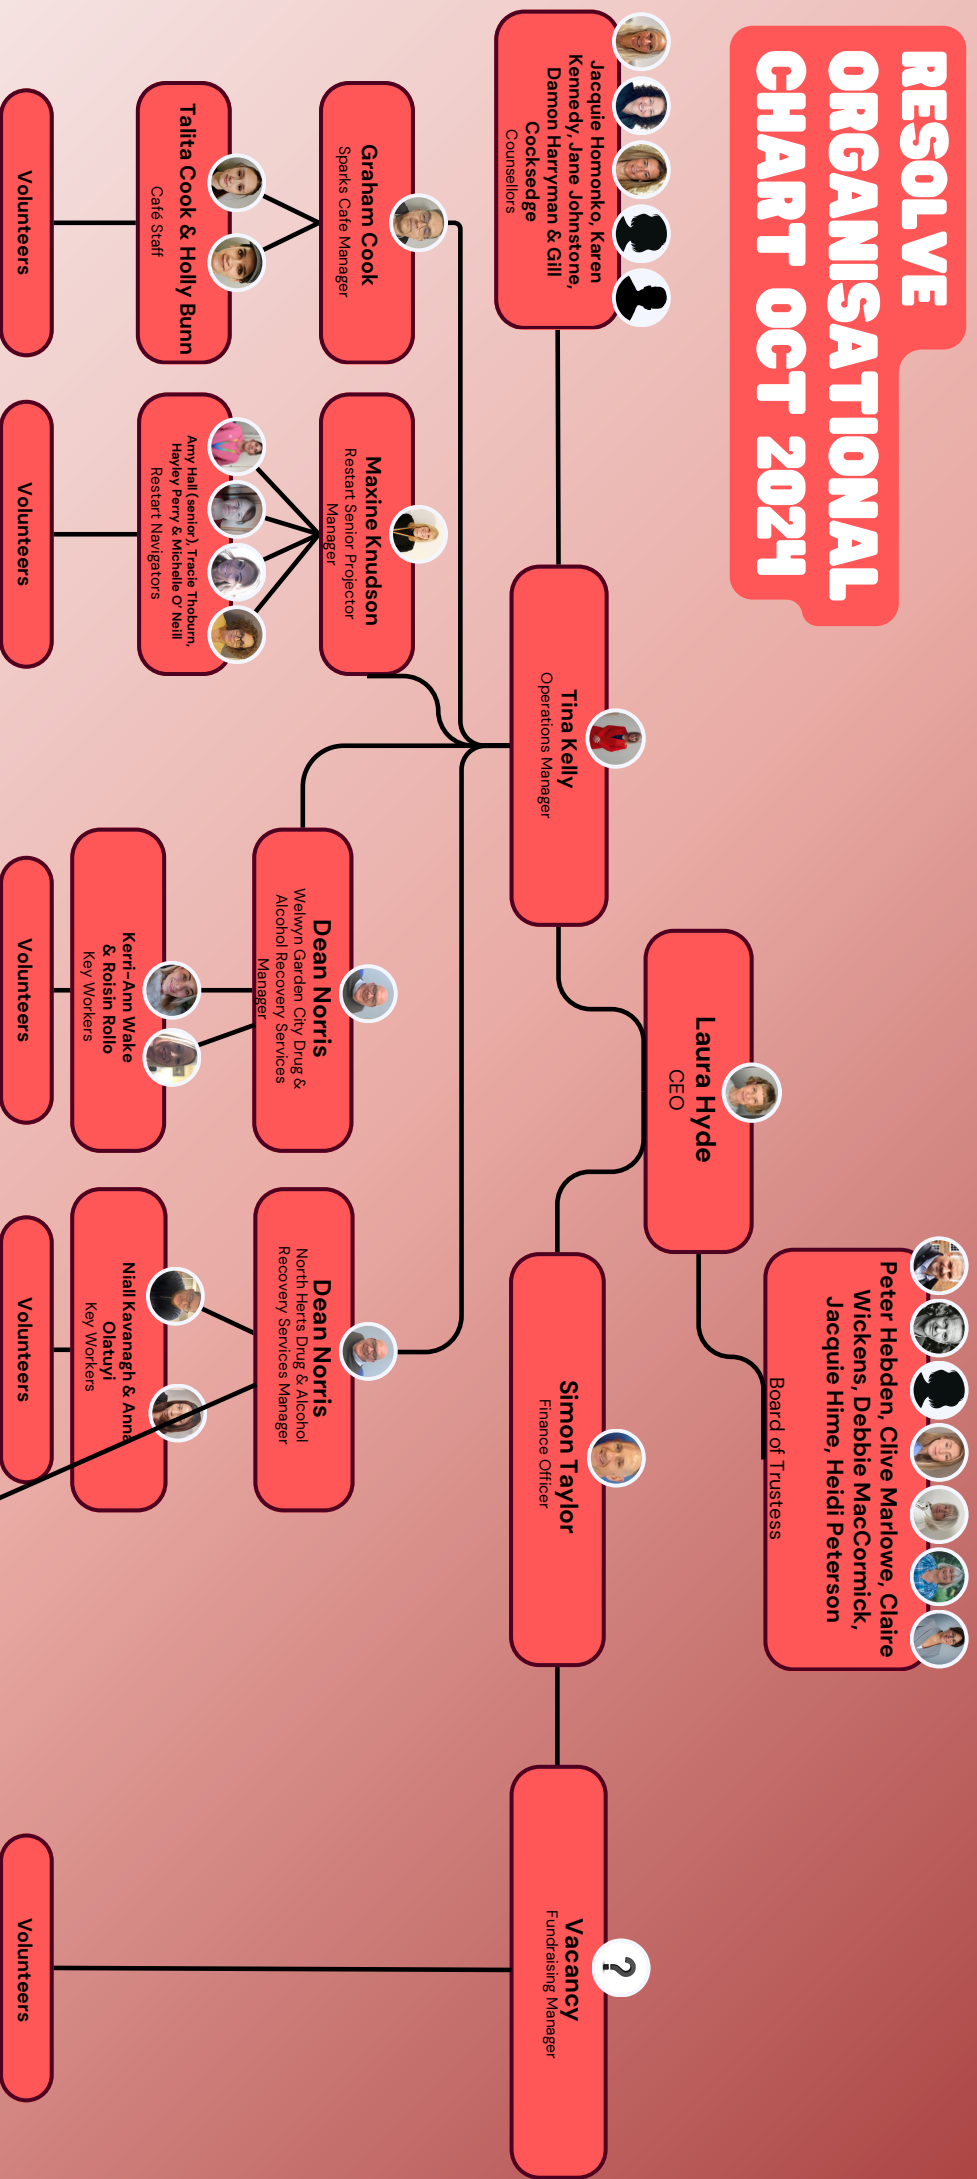 RESOLVE
ORGANISATIONAL
CHART OCT 2024
Peter Hebden, Clive Marlowe, Claire
Wickens, Debbie MacCormick,
Jacquie Hime, Heidi Peterson
Board of Trustess
Laura Hyde
CEO
Jacquie Homonko, Karen
Kennedy, Jane Johnstone,
Damon Harryman & Gill
Cocksedge
Counsellors
Tina Kelly
Operations Manager
Simon Taylor
Finance Officer
?
Vacancy
Fundraising Manager
Graham Cook
Sparks Cafe Manager
Maxine Knudson
Restart Senior Projector
Manager
Dean Norris
Welwyn Garden City Drug &
Alcohol Recovery Services
Manager
Dean Norris
North Herts Drug & Alcohol
Recovery Services Manager
Talita Cook & Holly Bunn
Café Staff
Amy Hall (senior), Tracie Thoburn,
Hayley Perry & Michelle O' Neill
Restart Navigators
Kerri-Ann Wake
& Roisin Rollo
Key Workers
Niall Kavanagh & Anna
Olatuyi
Key Workers
Volunteers
Volunteers
Volunteers
Volunteers
Volunteers